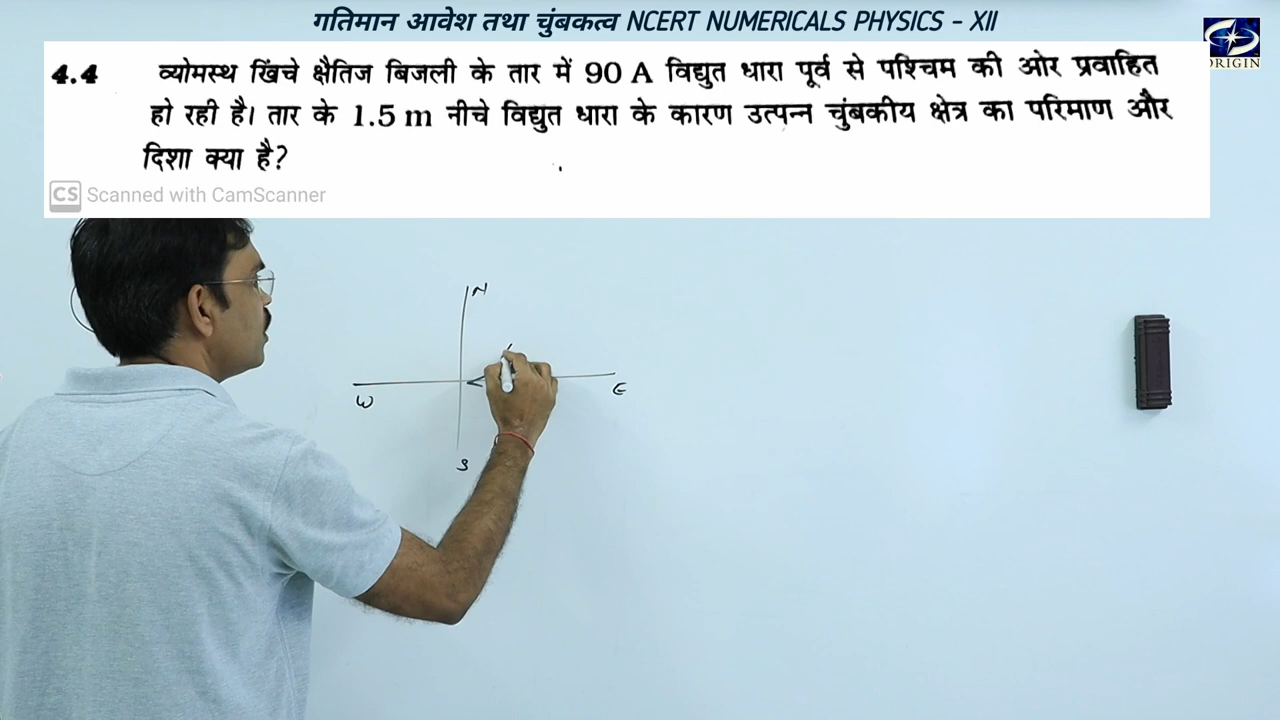 गतिमान आवेश तथा चुंबकत्व NCERT NUMERICALS PHYSICS - XII
ORIGIN
4.4 व्योमस्थ खिंचे क्षैतिज बिजली के तार में 90 A विद्युत धारा पूर्व से पश्चिम की ओर प्रवाहित
हो रही है। तार के 1.5 m नीचे विद्युत धारा के कारण उत्पन्न चुंबकीय क्षेत्र का परिमाण और
दिशा क्या है?
CS Scanned with CamScanner
N
W
E
S